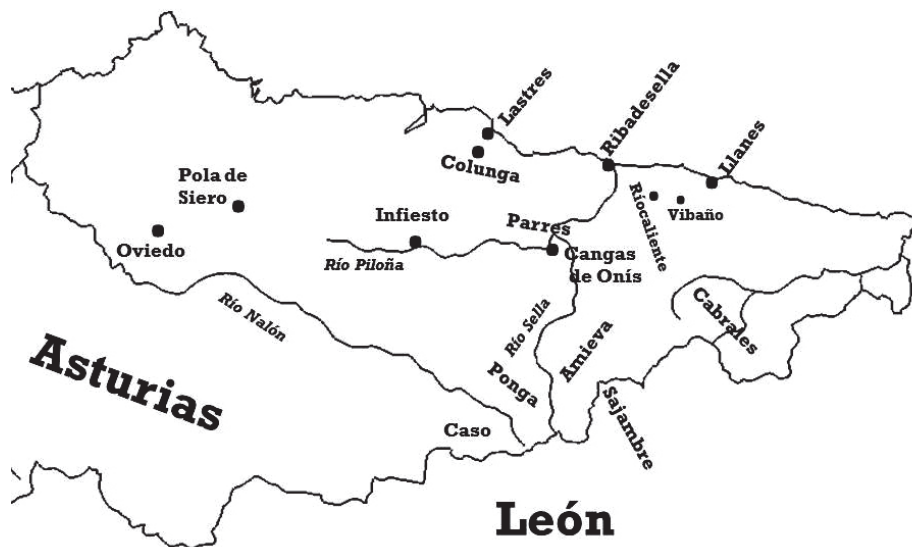 Lastres
Ribadesella
Llanes
Colunga
Pola de
Siero
Infiesto
Parres
Ríocaliente
Vibaño
Oviedo
Río Piloña
Cangas
de Onís
Río Nalón
Río Sella
Cabrales
Asturias
Ponga
Amieva
Caso
Sajambre
León